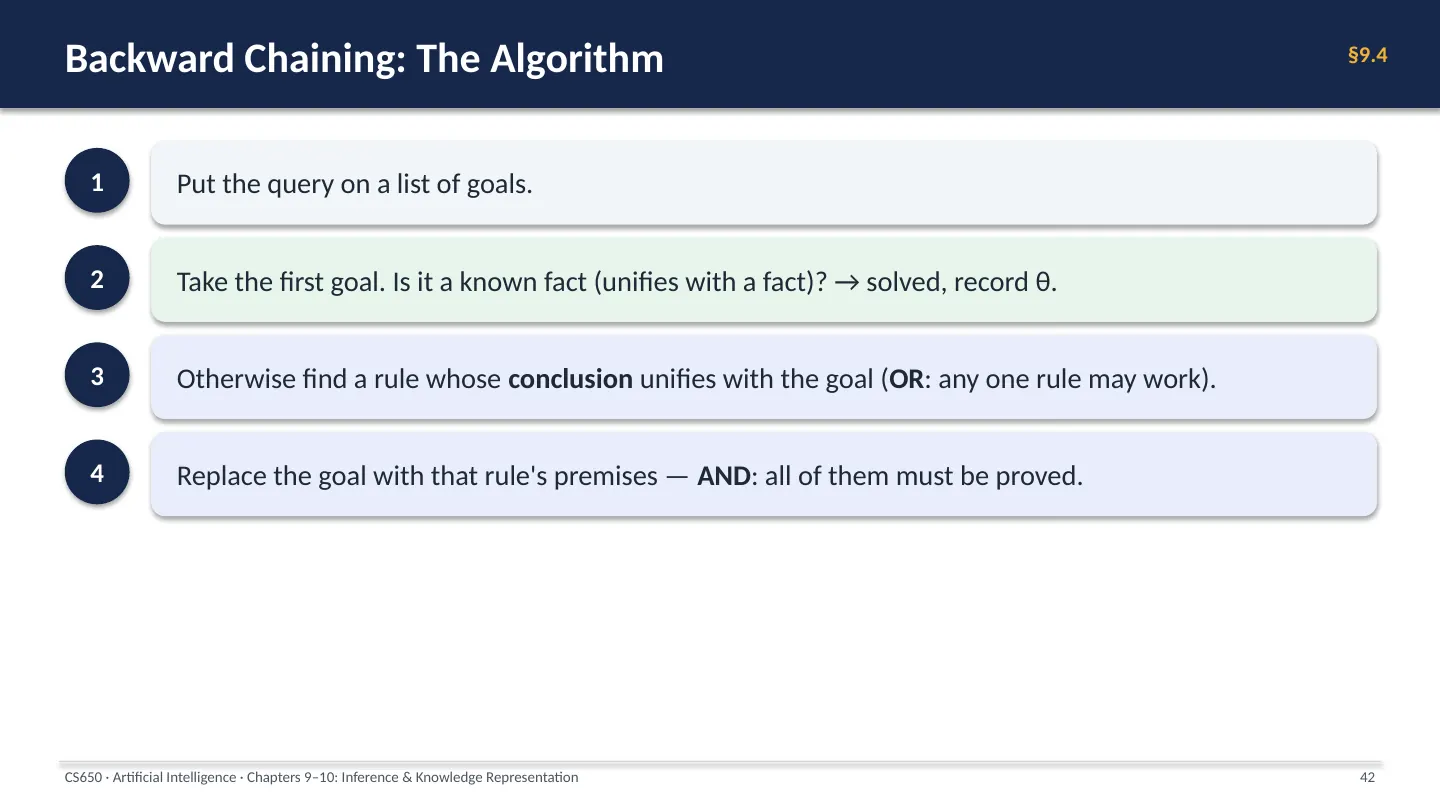 Backward Chaining: The Algorithm
§9.4
1
Put the query on a list of goals.
2
Take the first goal. Is it a known fact (unifies with a fact)? → solved, record θ.
3
Otherwise find a rule whose conclusion unifies with the goal (OR: any one rule may work).
4
Replace the goal with that rule's premises — AND: all of them must be proved.
CS650 · Artificial Intelligence · Chapters 9–10: Inference & Knowledge Representation
42